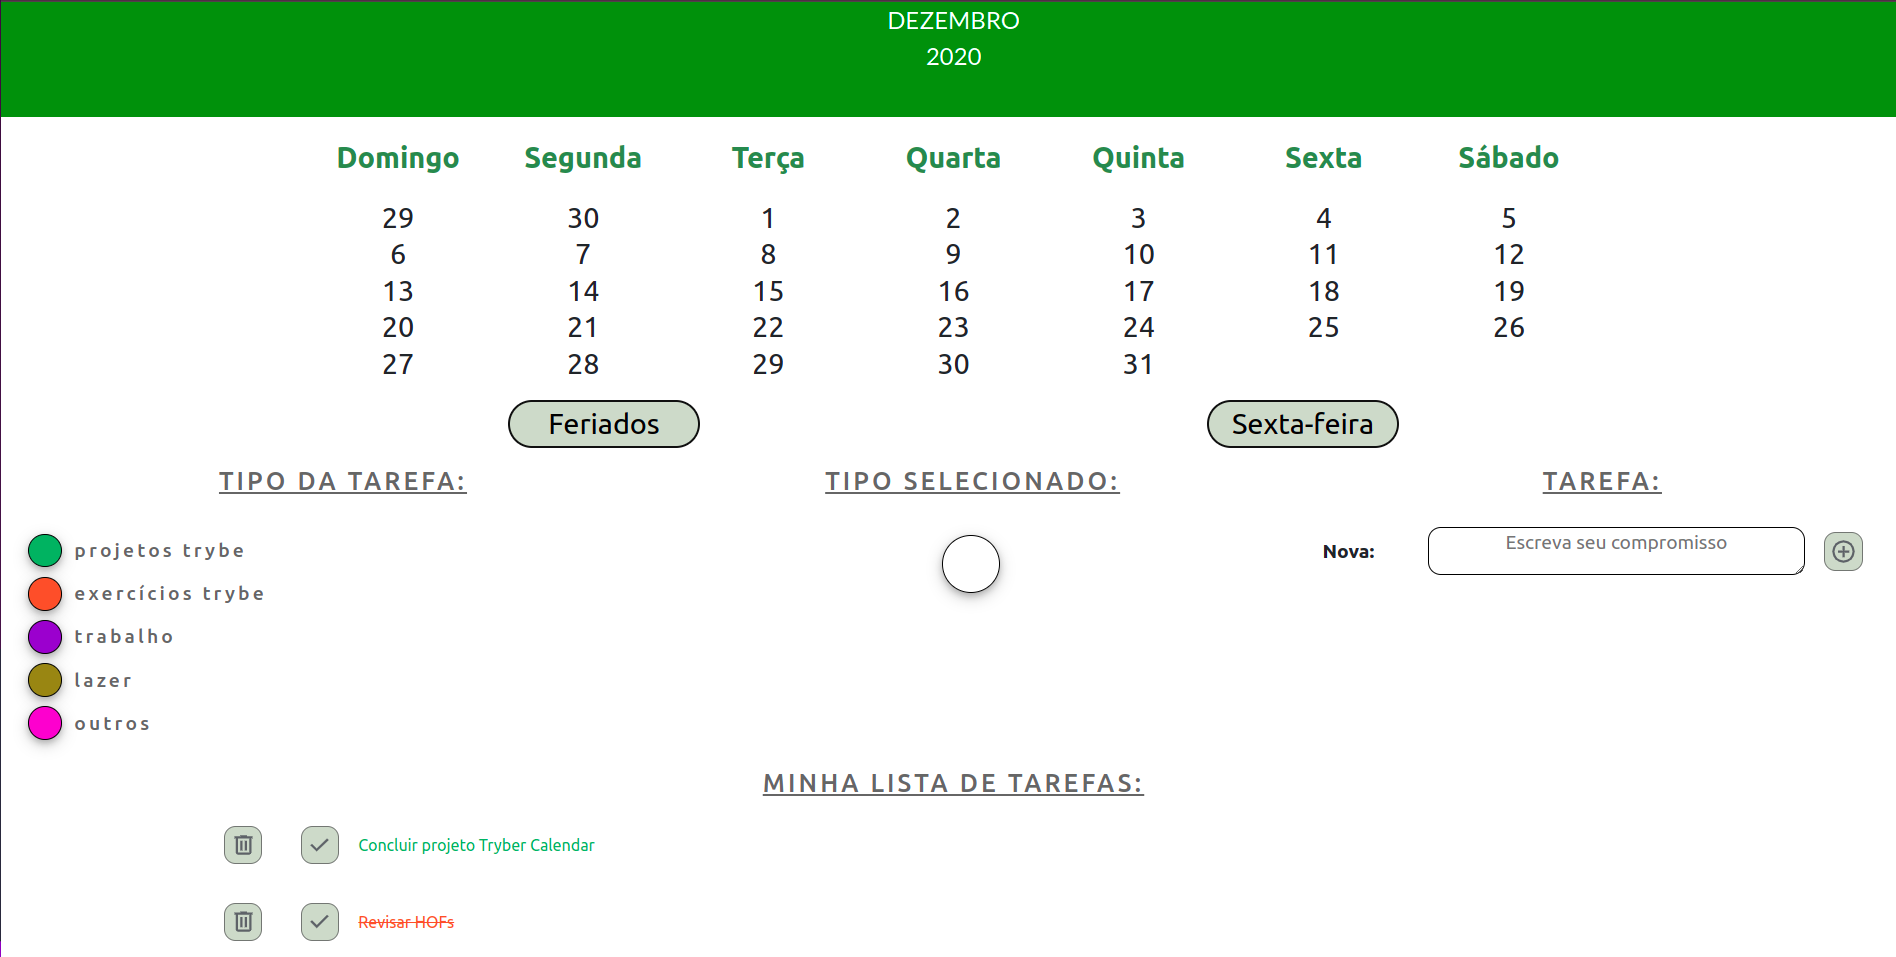 DEZEMBRO
2020
Domingo Segunda Terça Quarta Quinta Sexta Sábado
29 30 1 2 3 4 5
6 7 8 9 10 11 12
13 14 15 16 17 18 19
20 21 22 23 24 25 26
27 28 29 30 31
Feriados Sexta-feira
TIPO DA TAREFA: TIPO SELECIONADO: TAREFA:
projetos trybe
exercícios trybe
trabalho
lazer
outros
Nova: Escreva seu compromisso
MINHA LISTA DE TAREFAS:
Concluir projeto Tryber Calendar
Revisar HOFs